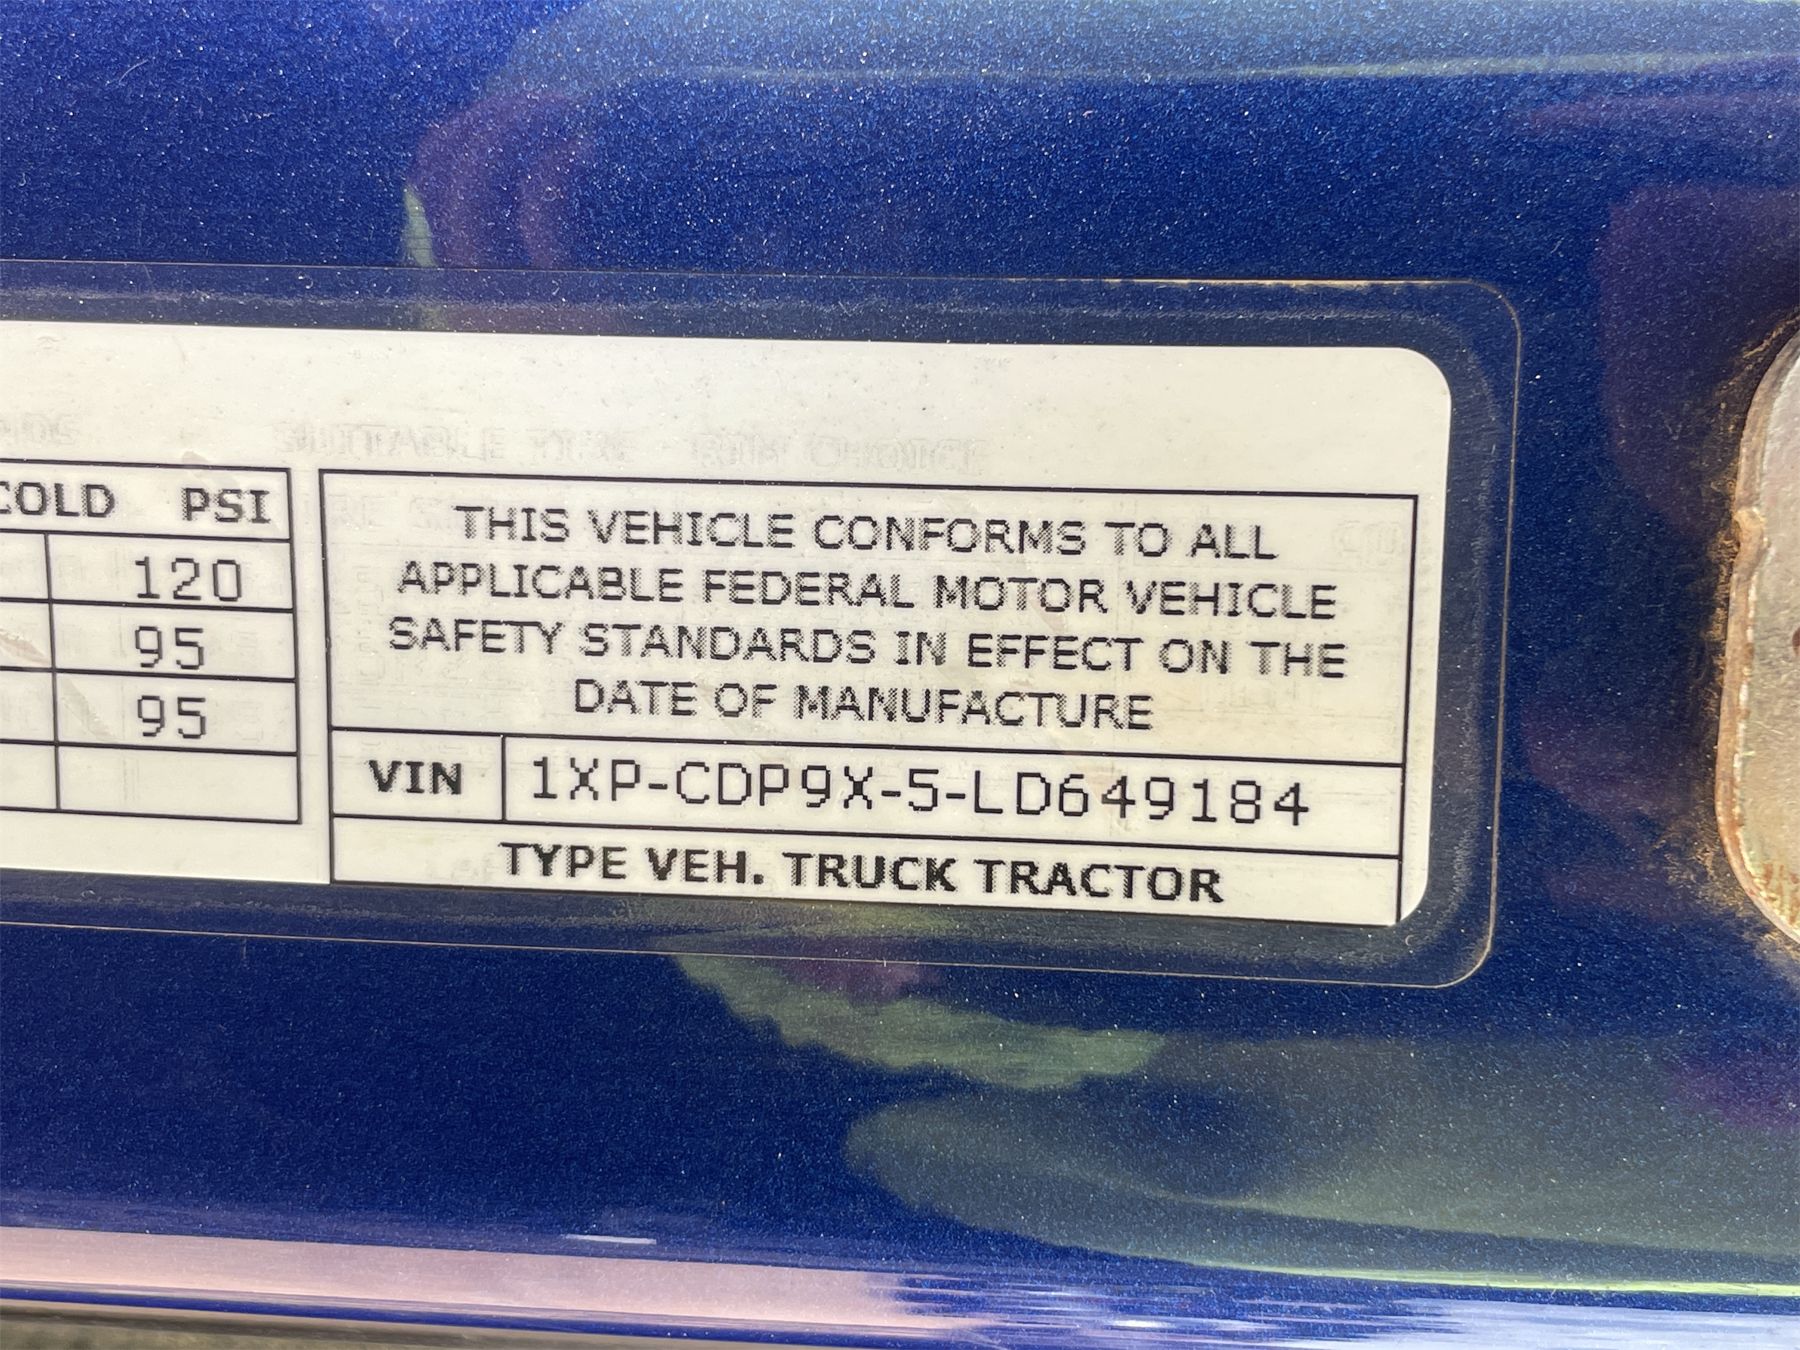 COLD PSI
120
95
95
THIS VEHICLE CONFORMS TO ALL
APPLICABLE FEDERAL MOTOR VEHICLE
SAFETY STANDARDS IN EFFECT ON THE
DATE OF MANUFACTURE
VIN 1XP-CDP9X-5-LD649184
TYPE VEH. TRUCK TRACTOR